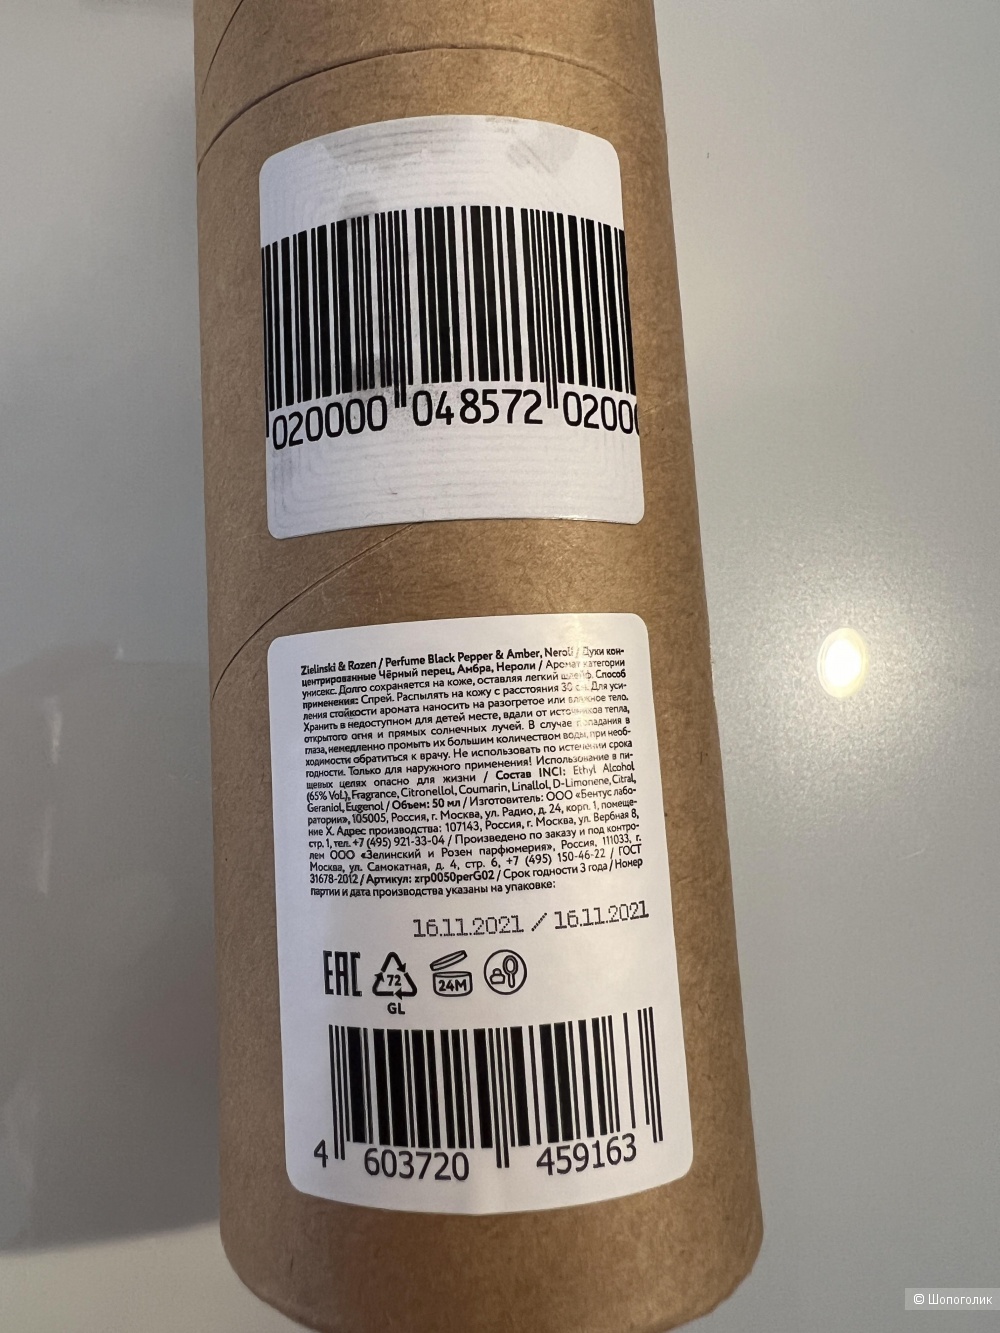 020000 048572 0200
Zielinski & Rozen / Perfume Black Pepper & Amber, Neroli / Духи кон-
центрированные Чёрный перец, Амбра, Нероли / Аромат категории
унисекс. Долго сохраняется на коже, оставляя легкий шлейф. Способ
применения: Спрей. Распылять на кожу с расстояния 30 см. Для уси-
ления стойкости аромата наносить на разогретое или влажное тело.
Хранить в недоступном для детей месте, вдали от источников тепла,
открытого огня и прямых солнечных лучей. В случае попадания в
глаза, немедленно промыть их большим количеством воды, при необ-
ходимости обратиться к врачу. Не использовать по истечении срока
годности. Только для наружного применения! Использование в пи-
щевых целях опасно для жизни / Состав INCI: Ethyl Alcohol
(65% Vol.), Fragrance, Citronellol, Coumarin, Linallol, D-Limonene, Citral,
Geraniol, Eugenol / Объем: 50 мл / Изготовитель: ООО «Бентус лабо-
ратории», 105005, Россия, г. Москва, ул. Радио, д. 24, корп. 1, помеще-
ние X. Адрес производства: 107143, Россия, г. Москва, ул. Вербная 8,
стр. 1, тел. +7 (495) 921-33-04 / Произведено по заказу и под контро-
лем ООО «Зелинский и Розен парфюмерия», Россия, 111033, г.
Москва, ул. Самокатная, д. 4, стр. 6, +7 (495) 150-46-22 / ГОСТ
31678-2012 / Артикул: zrp0050perG02 / Срок годности 3 года / Номер
партии и дата производства указаны на упаковке:
16.11.2021 / 16.11.2021
EAC 72 24M
GL
4 603720 459163
© Шопоголик